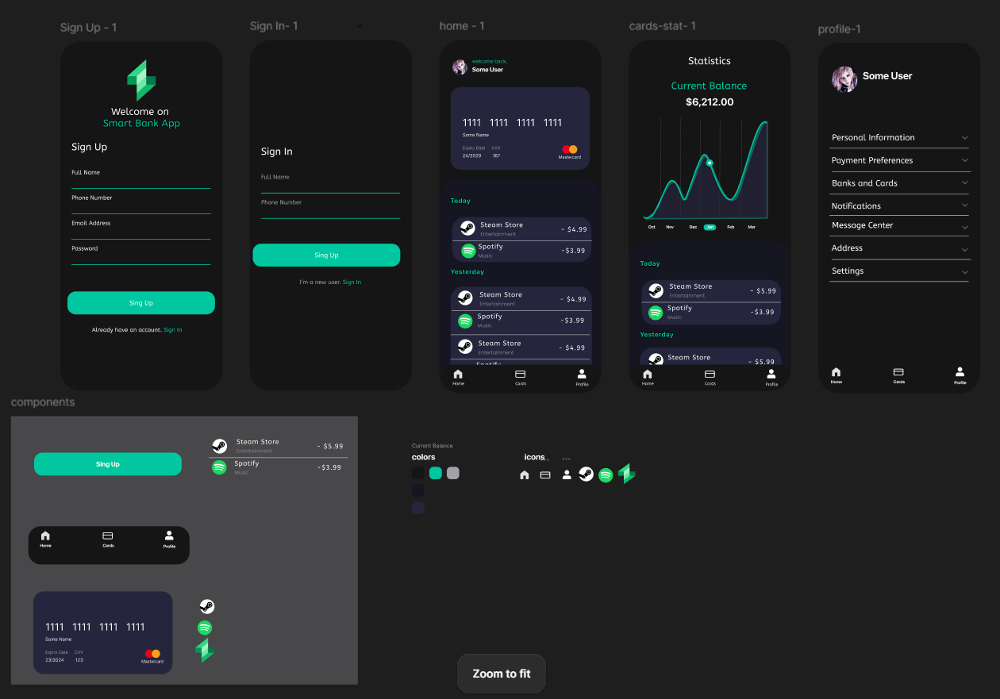 Sign Up - 1
Welcome on
Smart Bank App
Sign Up
Full Name
Phone Number
Email Address
Password
Sing Up
Already have an account. Sign In
Sign In- 1
Sign In
Full Name
Phone Number
Sing Up
I'm a new user. Sign In
home - 1
welcome back,
Some User
1111 1111 1111 1111
Some Name
Expiry Date CVV
24/2029 167
Mastercard
Today
Steam Store - $4.99
Entertainment
Spotify -$3.99
Music
Yesterday
Steam Store - $4.99
Entertainment
Spotify -$3.99
Music
Steam Store - $4.99
Entertainment
Spotify
Home Cards Profile
cards-stat- 1
Statistics
Current Balance
$6,212.00
Oct Nov Dec Jan Feb Mar
Today
Steam Store - $5.99
Entertainment
Spotify -$3.99
Music
Yesterday
Steam Store - $5.99
Home Cards Profile
profile-1
Some User
Personal Information
Payment Preferences
Banks and Cards
Notifications
Message Center
Address
Settings
Home Cards Profile
components
Sing Up
Steam Store - $5.99
Entertainment
Spotify -$3.99
Music
Home Cards Profile
1111 1111 1111 1111
Some Name
Expiry Date CVV
23/2024 123
Mastercard
Current Balance
colors
icons
Zoom to fit